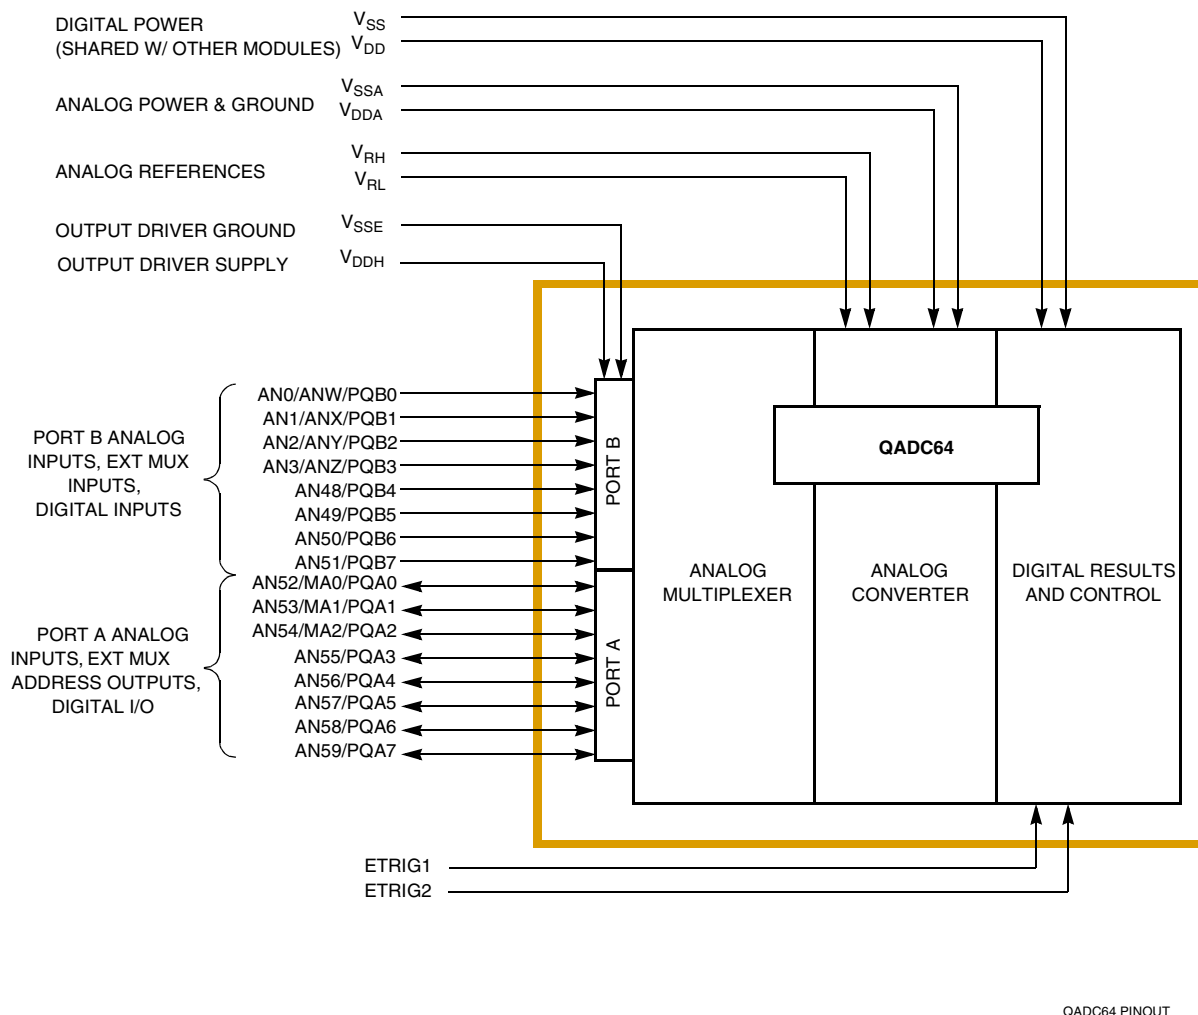 DIGITAL POWER
(SHARED W/ OTHER MODULES)
VSS
VDD
ANALOG POWER & GROUND
VSSA
VDDA
ANALOG REFERENCES
VRH
VRL
OUTPUT DRIVER GROUND
VSSE
OUTPUT DRIVER SUPPLY
VDDH
PORT B ANALOG
INPUTS, EXT MUX
INPUTS,
DIGITAL INPUTS
AN0/ANW/PQB0
AN1/ANX/PQB1
AN2/ANY/PQB2
AN3/ANZ/PQB3
AN48/PQB4
AN49/PQB5
AN50/PQB6
AN51/PQB7
PORT A ANALOG
INPUTS, EXT MUX
ADDRESS OUTPUTS,
DIGITAL I/O
AN52/MA0/PQA0
AN53/MA1/PQA1
AN54/MA2/PQA2
AN55/PQA3
AN56/PQA4
AN57/PQA5
AN58/PQA6
AN59/PQA7
PORT B
PORT A
QADC64
ANALOG
MULTIPLEXER
ANALOG
CONVERTER
DIGITAL RESULTS
AND CONTROL
ETRIG1
ETRIG2
QADC64 PINOUT